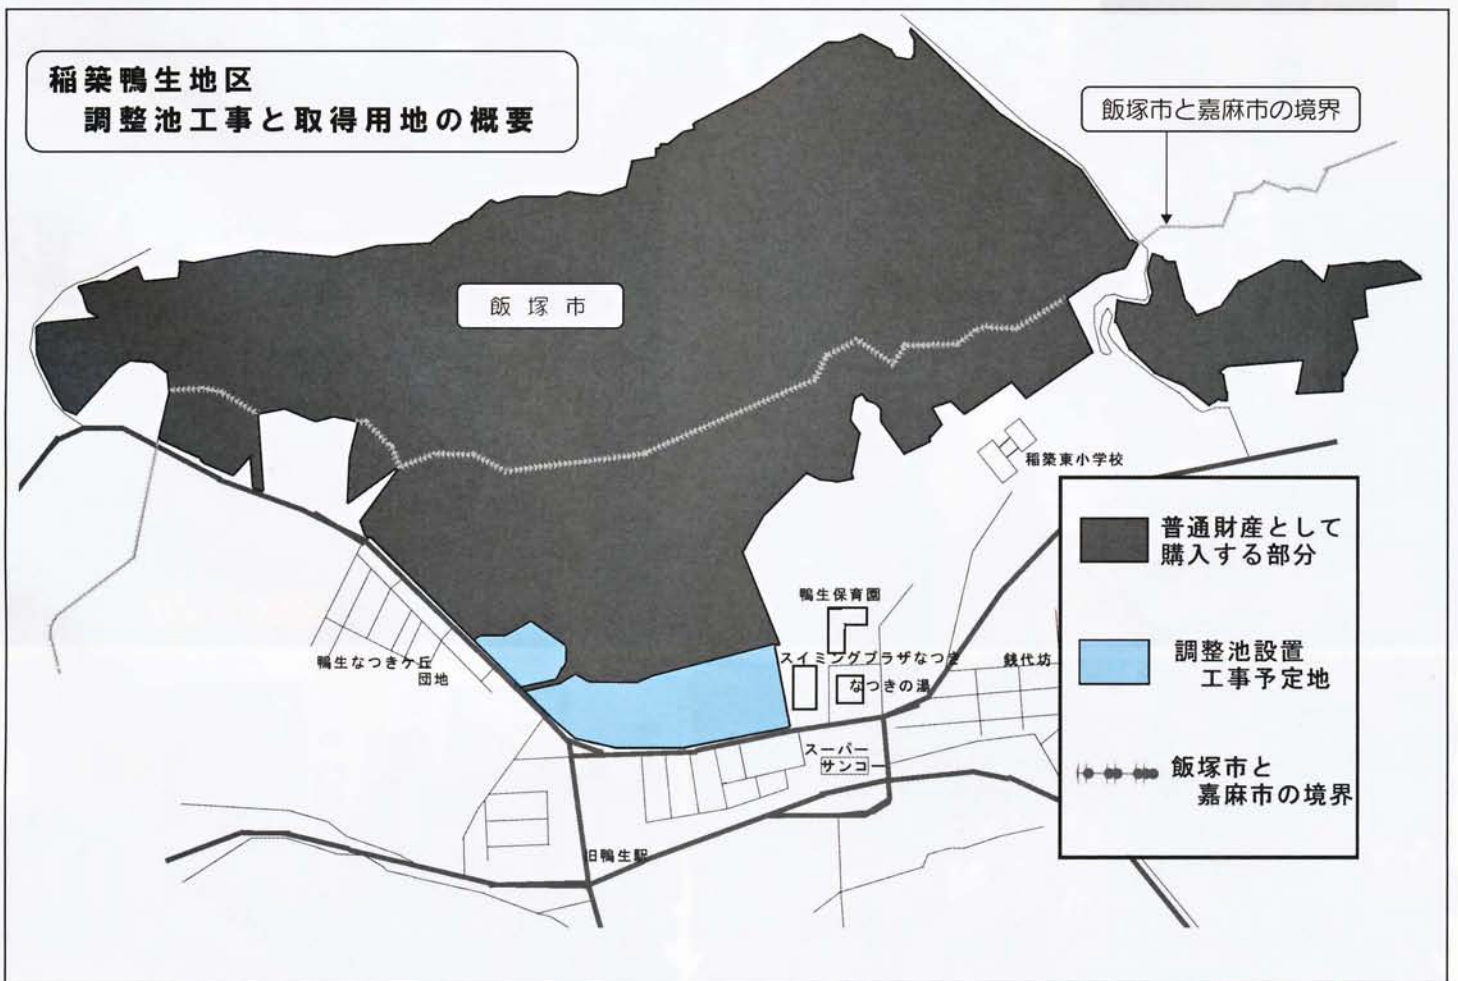 稲築鴨生地区
調整池工事と取得用地の概要
飯塚市と嘉麻市の境界
飯塚市
稲築東小学校
普通財産として
購入する部分
鴨生保育園
スイミングプラザなつき
なつきの湯
銭代坊
鴨生なつきケ丘
団地
調整池設置
工事予定地
スーパー
サンコー
飯塚市と
嘉麻市の境界
旧鴨生駅